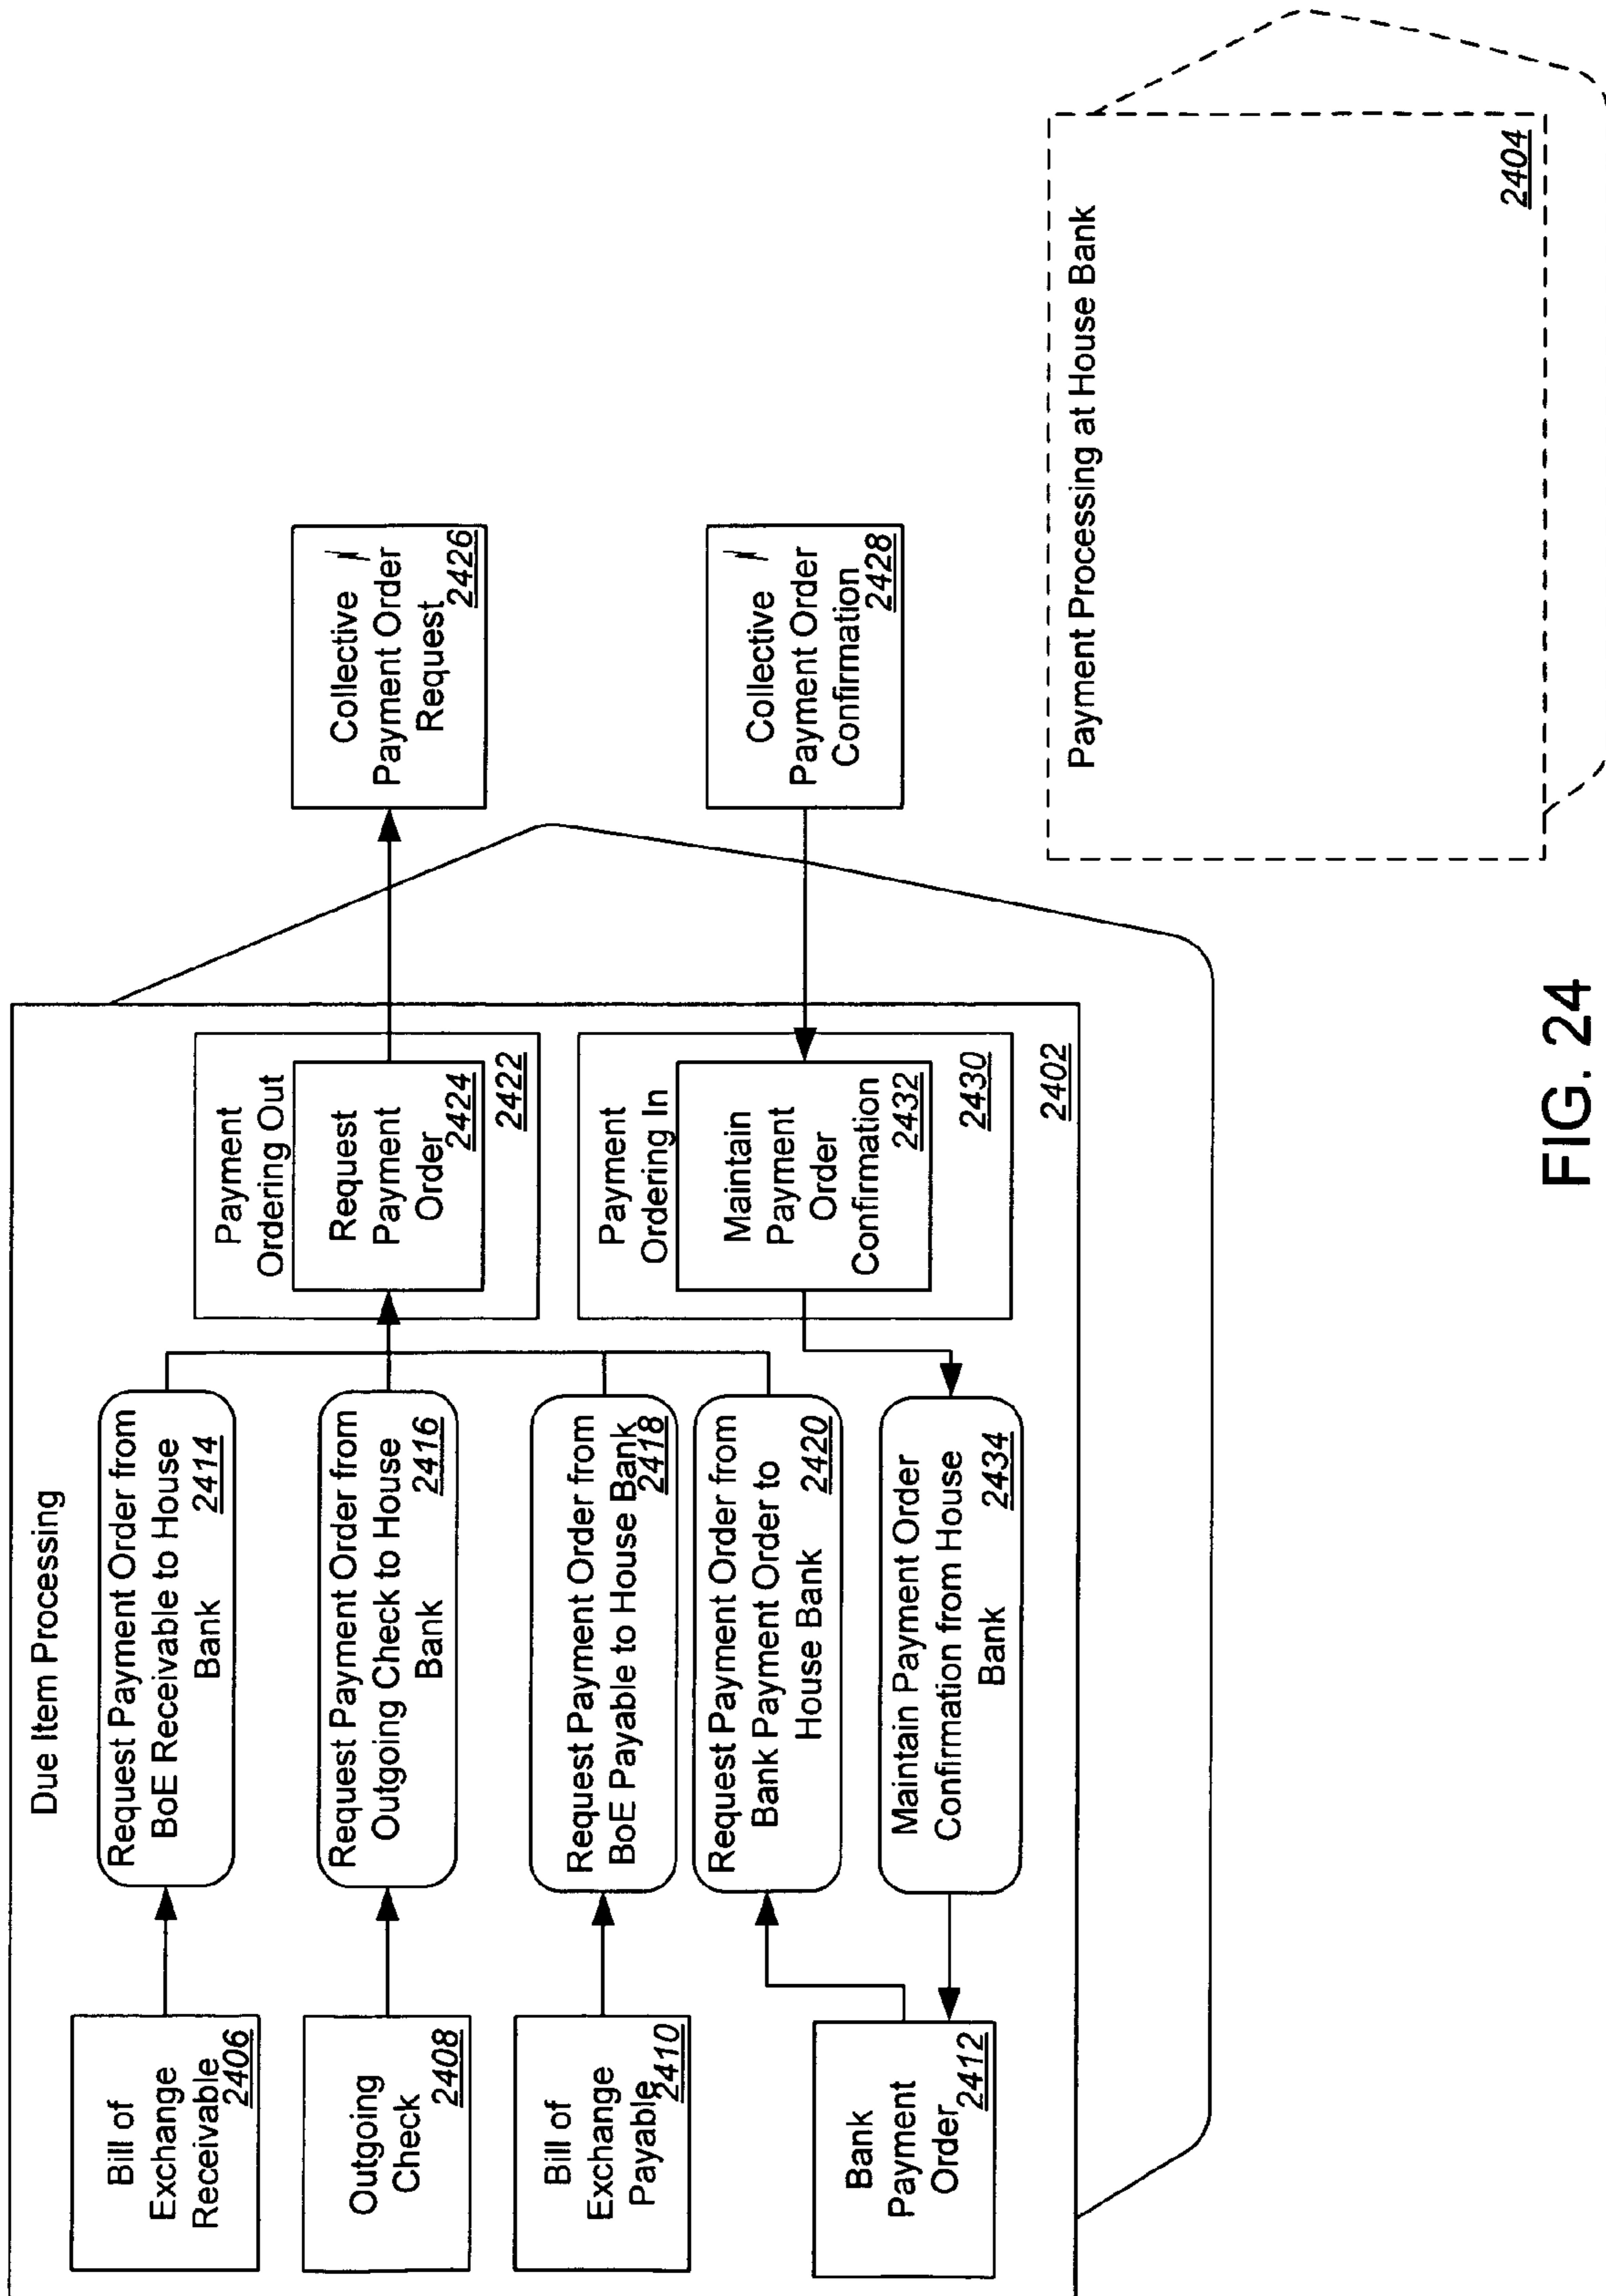 Due Item Processing
Bill of
Exchange
Receivable
2406
Request Payment Order from
BoE Receivable to House
Bank
2414
Payment
Ordering Out
Request
Payment
Order
2424
2422
Collective
Payment Order
Request
2426
Outgoing
Check
2408
Request Payment Order from
Outgoing Check to House
Bank
2416
Bill of
Exchange
Payable
2410
Request Payment Order from
BoE Payable to House Bank
2418
Payment
Ordering In
Maintain
Payment
Order
Confirmation
2432
2430
Collective
Payment Order
Confirmation
2428
Request Payment Order from
Bank Payment Order to
House Bank
2420
Bank
Payment
Order
2412
Maintain Payment Order
Confirmation from House
Bank
2434
2402
Payment Processing at House Bank
2404
FIG. 24